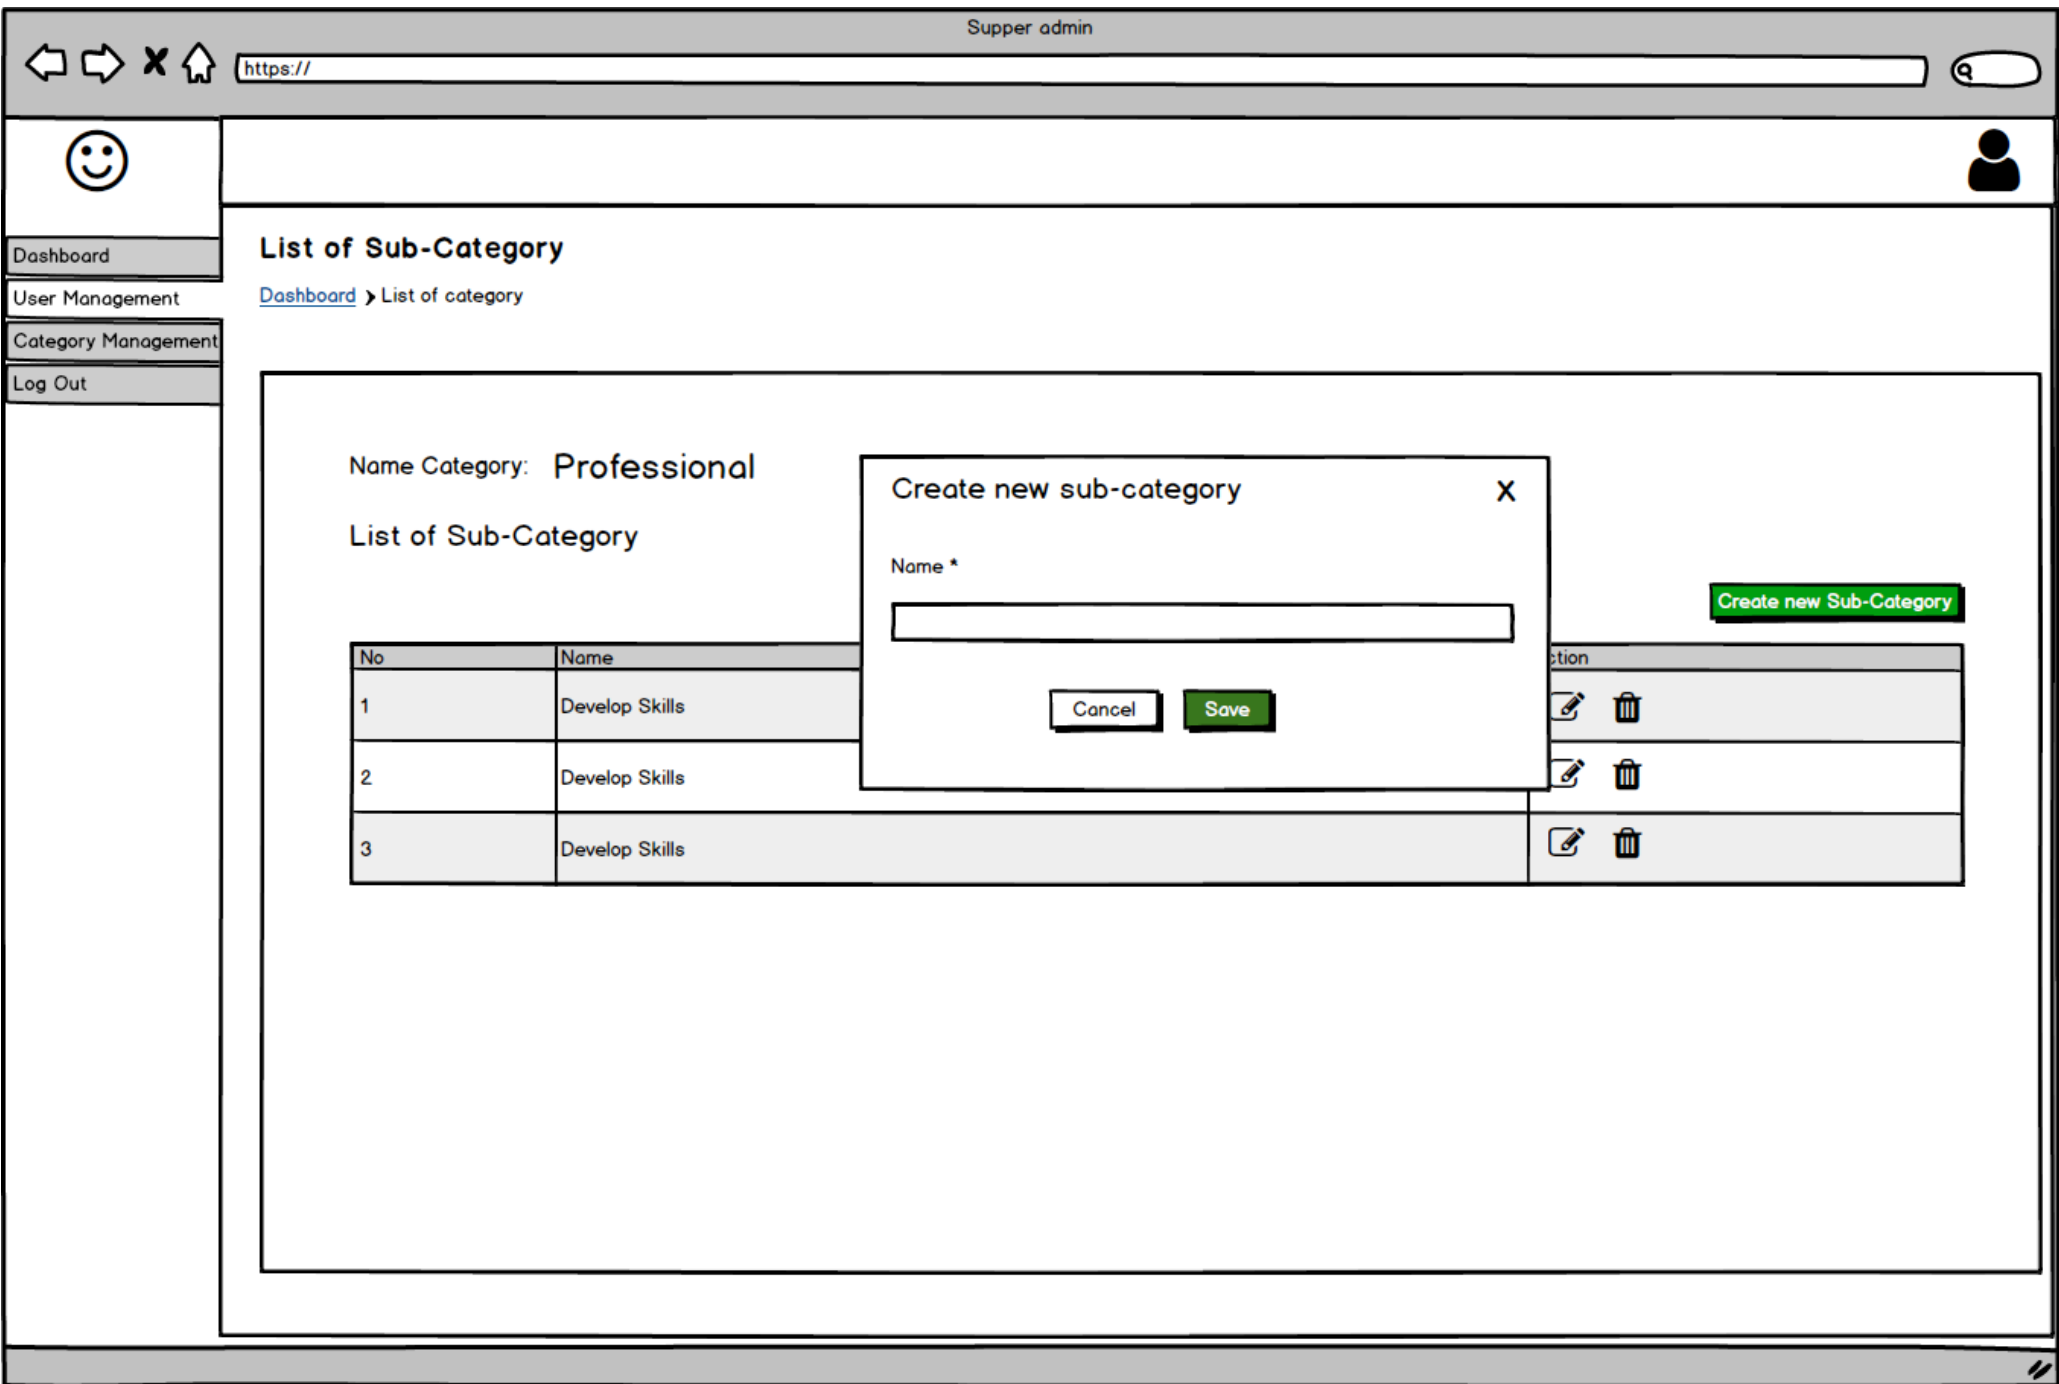 Supper admin
https://
Dashboard
User Management
Category Management
Log Out
List of Sub-Category
Dashboard > List of category
Name Category: Professional
List of Sub-Category
Create new sub-category X
Name *
Cancel Save
Create new Sub-Category
No Name ction
1 Develop Skills
2 Develop Skills
3 Develop Skills